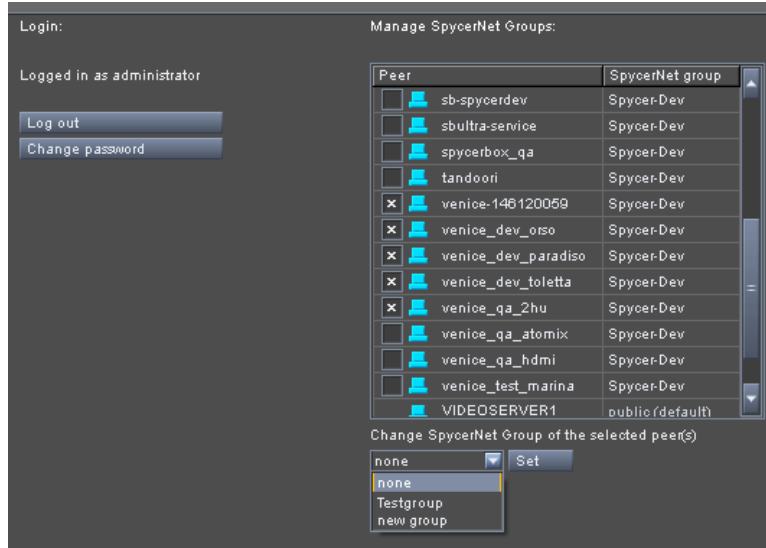 Login:
Manage SpycerNet Groups:
Logged in as administrator
Log out
Change password
Peer SpycerNet group
sb-spycerdev Spycer-Dev
sbultra-service Spycer-Dev
spycerbox_qa Spycer-Dev
tandoori Spycer-Dev
venice-146120059 Spycer-Dev
venice_dev_orso Spycer-Dev
venice_dev_paradiso Spycer-Dev
venice_dev_toletta Spycer-Dev
venice_qa_2hu Spycer-Dev
venice_qa_atomix Spycer-Dev
venice_qa_hdmi Spycer-Dev
venice_test_marina Spycer-Dev
VIDEOSERVER1 public (default)
Change SpycerNet Group of the selected peer(s)
none Set
none
Testgroup
new group